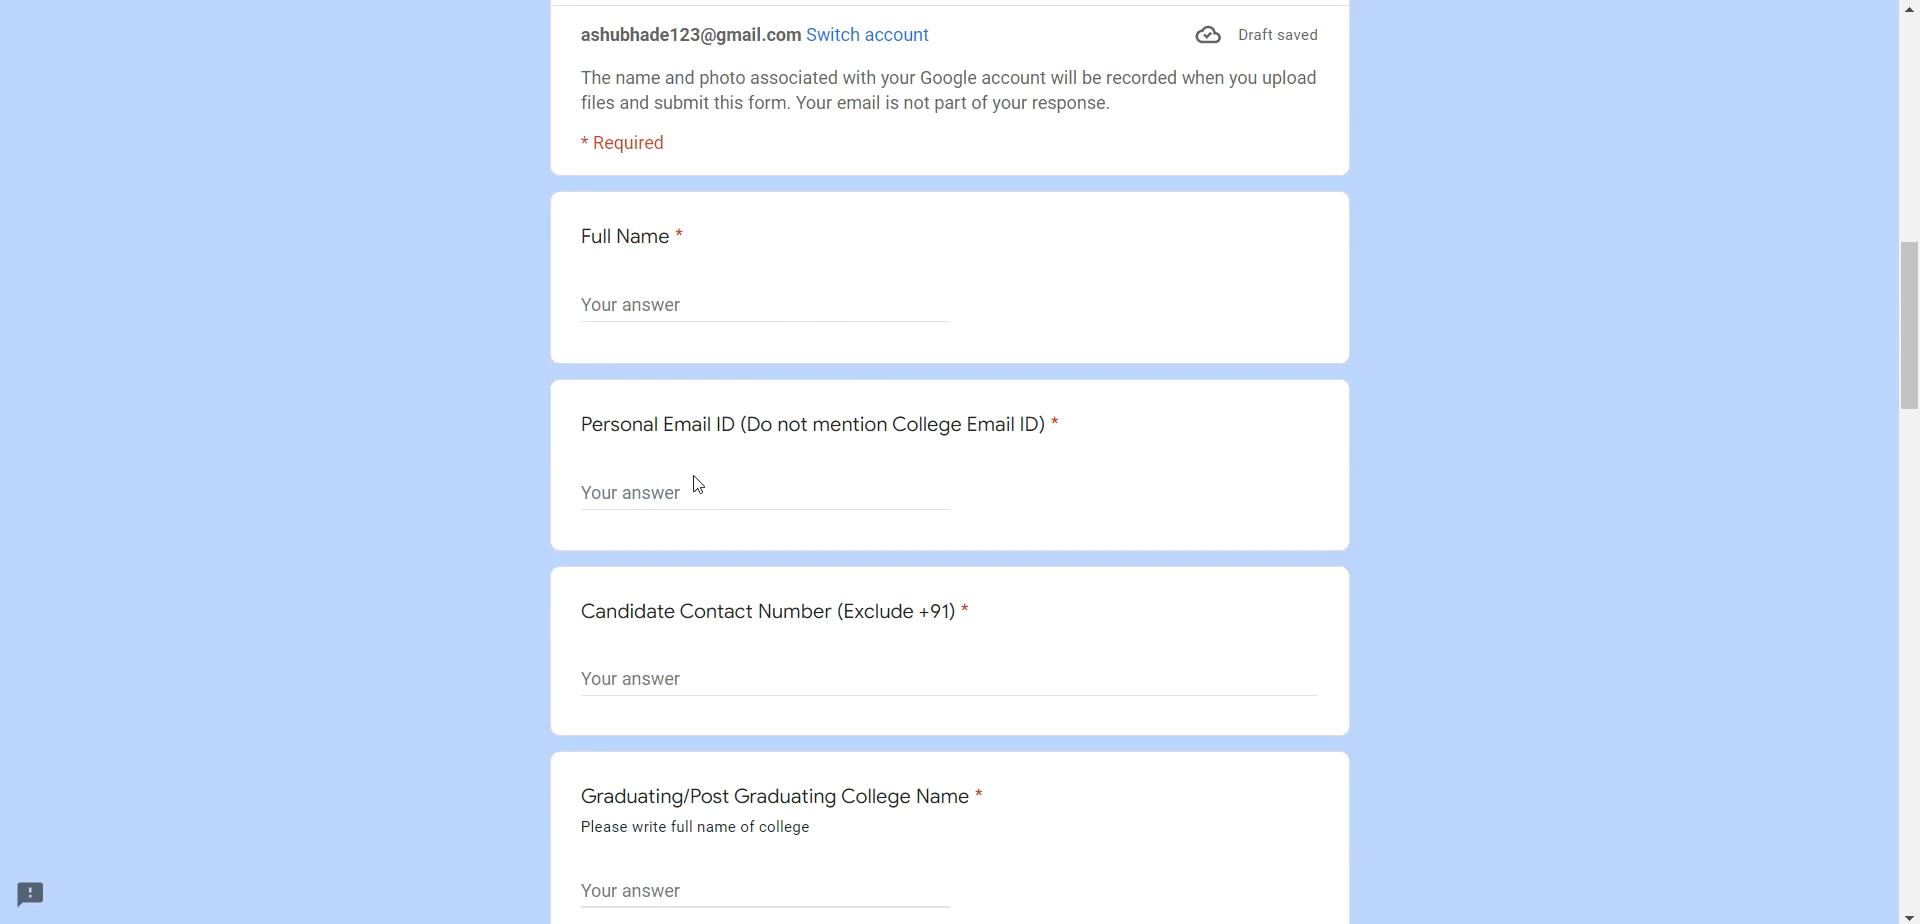 ashubhade123@gmail.com Switch account
Draft saved
The name and photo associated with your Google account will be recorded when you upload
files and submit this form. Your email is not part of your response.
* Required
Full Name *
Your answer
Personal Email ID (Do not mention College Email ID) *
Your answer
Candidate Contact Number (Exclude +91) *
Your answer
Graduating/Post Graduating College Name *
Please write full name of college
Your answer